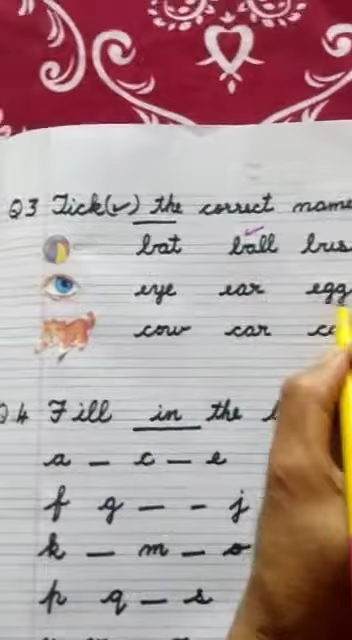 Q3 Tick(✓) the correct name
bat ball bus
eye ear egg
cow car
Q4 Fill in the
a _ c _ e
f g _ _ j
k _ m _ o
p q _ s